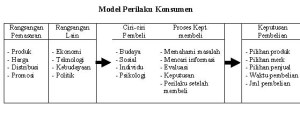 Model Perilaku Konsumen
Rangsangan Pemasaran
- Produk
- Harga
- Distribusi
- Promosi
Rangsangan Lain
- Ekonomi
- Teknologi
- Kebudayaan
- Politik
Ciri-ciri Pembeli
- Budaya
- Sosial
- Individu
- Psikologi
Proses Kept. membeli
- Memahami masalah
- Mencari informasi
- Evaluasi
- Keputusan
- Perilaku setelah membeli
Keputusan Pembelian
- Pilihan produk
- Pilihan merk
- Pilihan penjual
- Waktu pembelian
- Jml pembelian